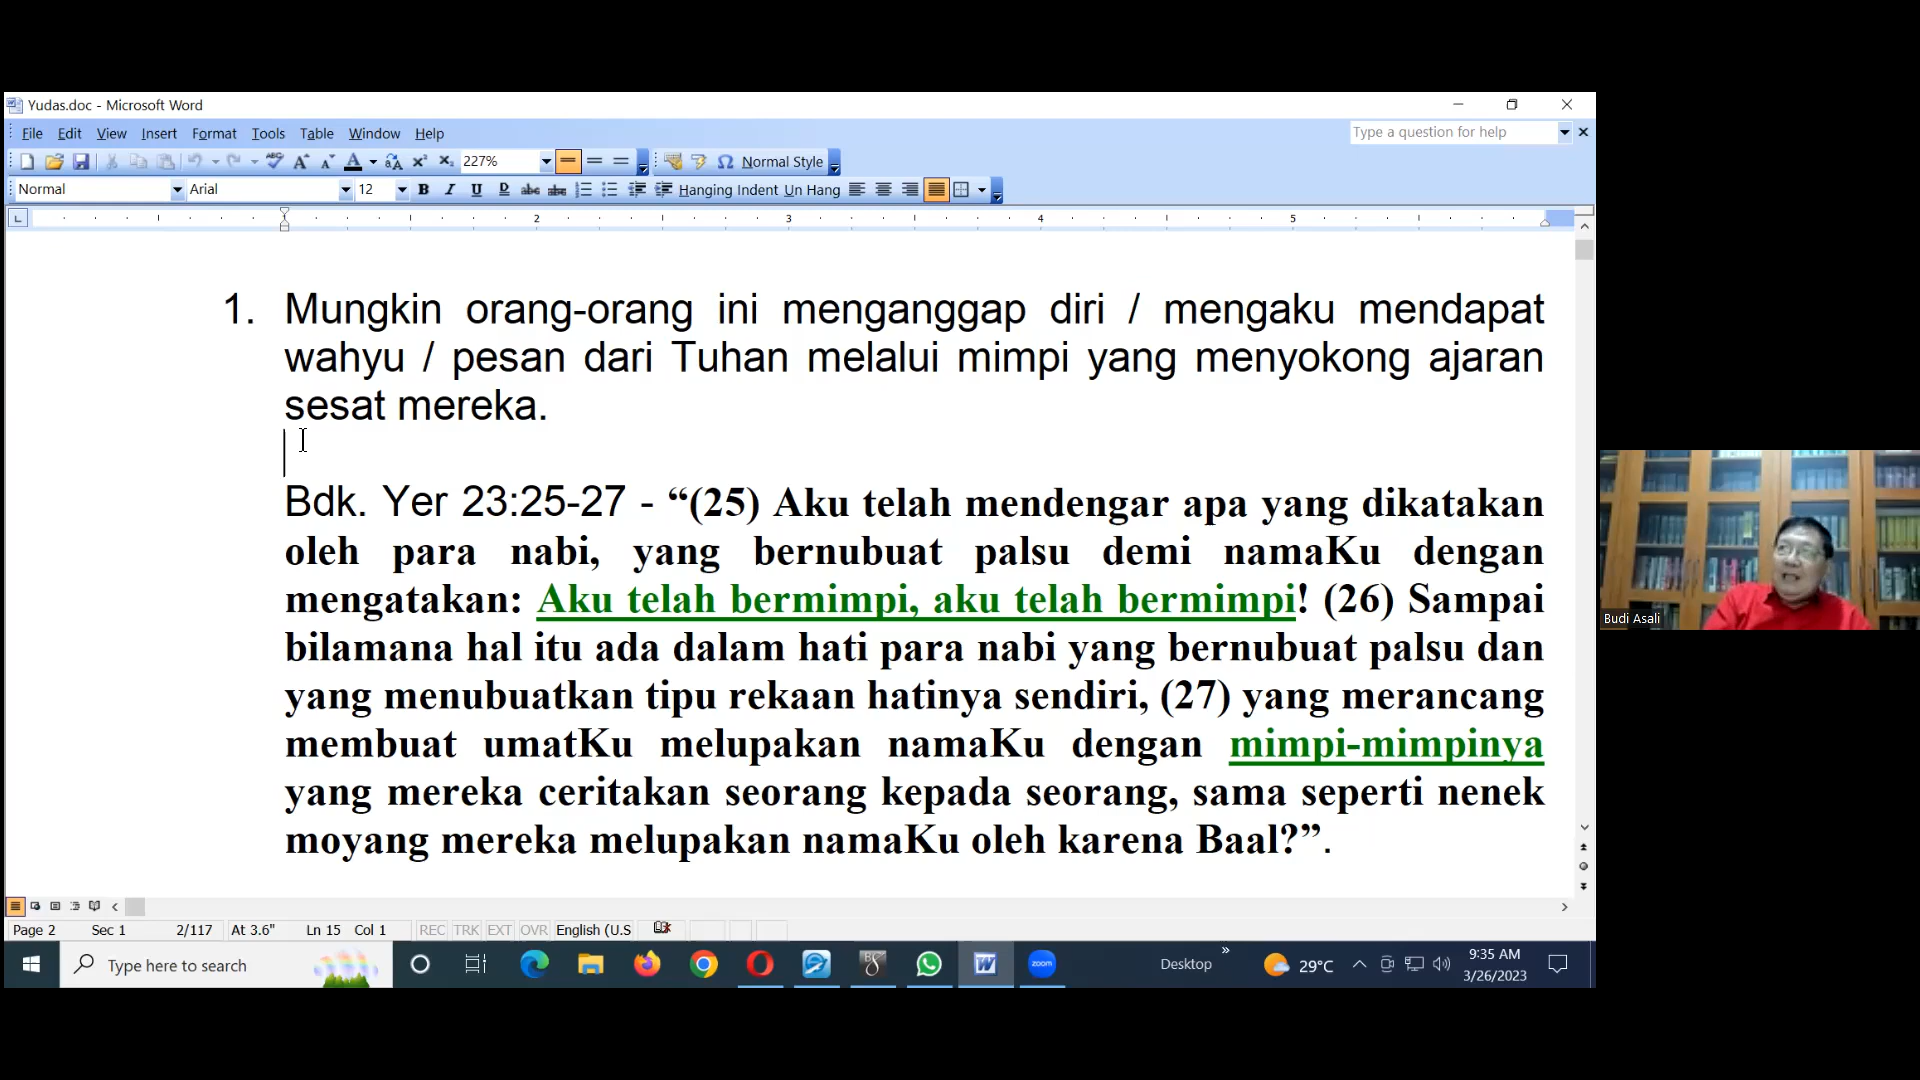 Yudas.doc - Microsoft Word
File Edit View Insert Format Tools Table Window Help
Type a question for help
227%
Normal Style
Normal
Arial
12
Hanging Indent Un Hang
2 3 4 5
1. Mungkin orang-orang ini menganggap diri / mengaku mendapat
wahyu / pesan dari Tuhan melalui mimpi yang menyokong ajaran
sesat mereka.
Bdk. Yer 23:25-27 - “(25) Aku telah mendengar apa yang dikatakan
oleh para nabi, yang bernubuat palsu demi namaKu dengan
mengatakan: Aku telah bermimpi, aku telah bermimpi! (26) Sampai
bilamana hal itu ada dalam hati para nabi yang bernubuat palsu dan
yang menubuatkan tipu rekaan hatinya sendiri, (27) yang merancang
membuat umatKu melupakan namaKu dengan mimpi-mimpinya
yang mereka ceritakan seorang kepada seorang, sama seperti nenek
moyang mereka melupakan namaKu oleh karena Baal?”.
Budi Asali
Page 2 Sec 1 2/117 At 3.6" Ln 15 Col 1 REC TRK EXT OVR English (U.S
Type here to search
zoom
Desktop
29°C
9:35 AM
3/26/2023